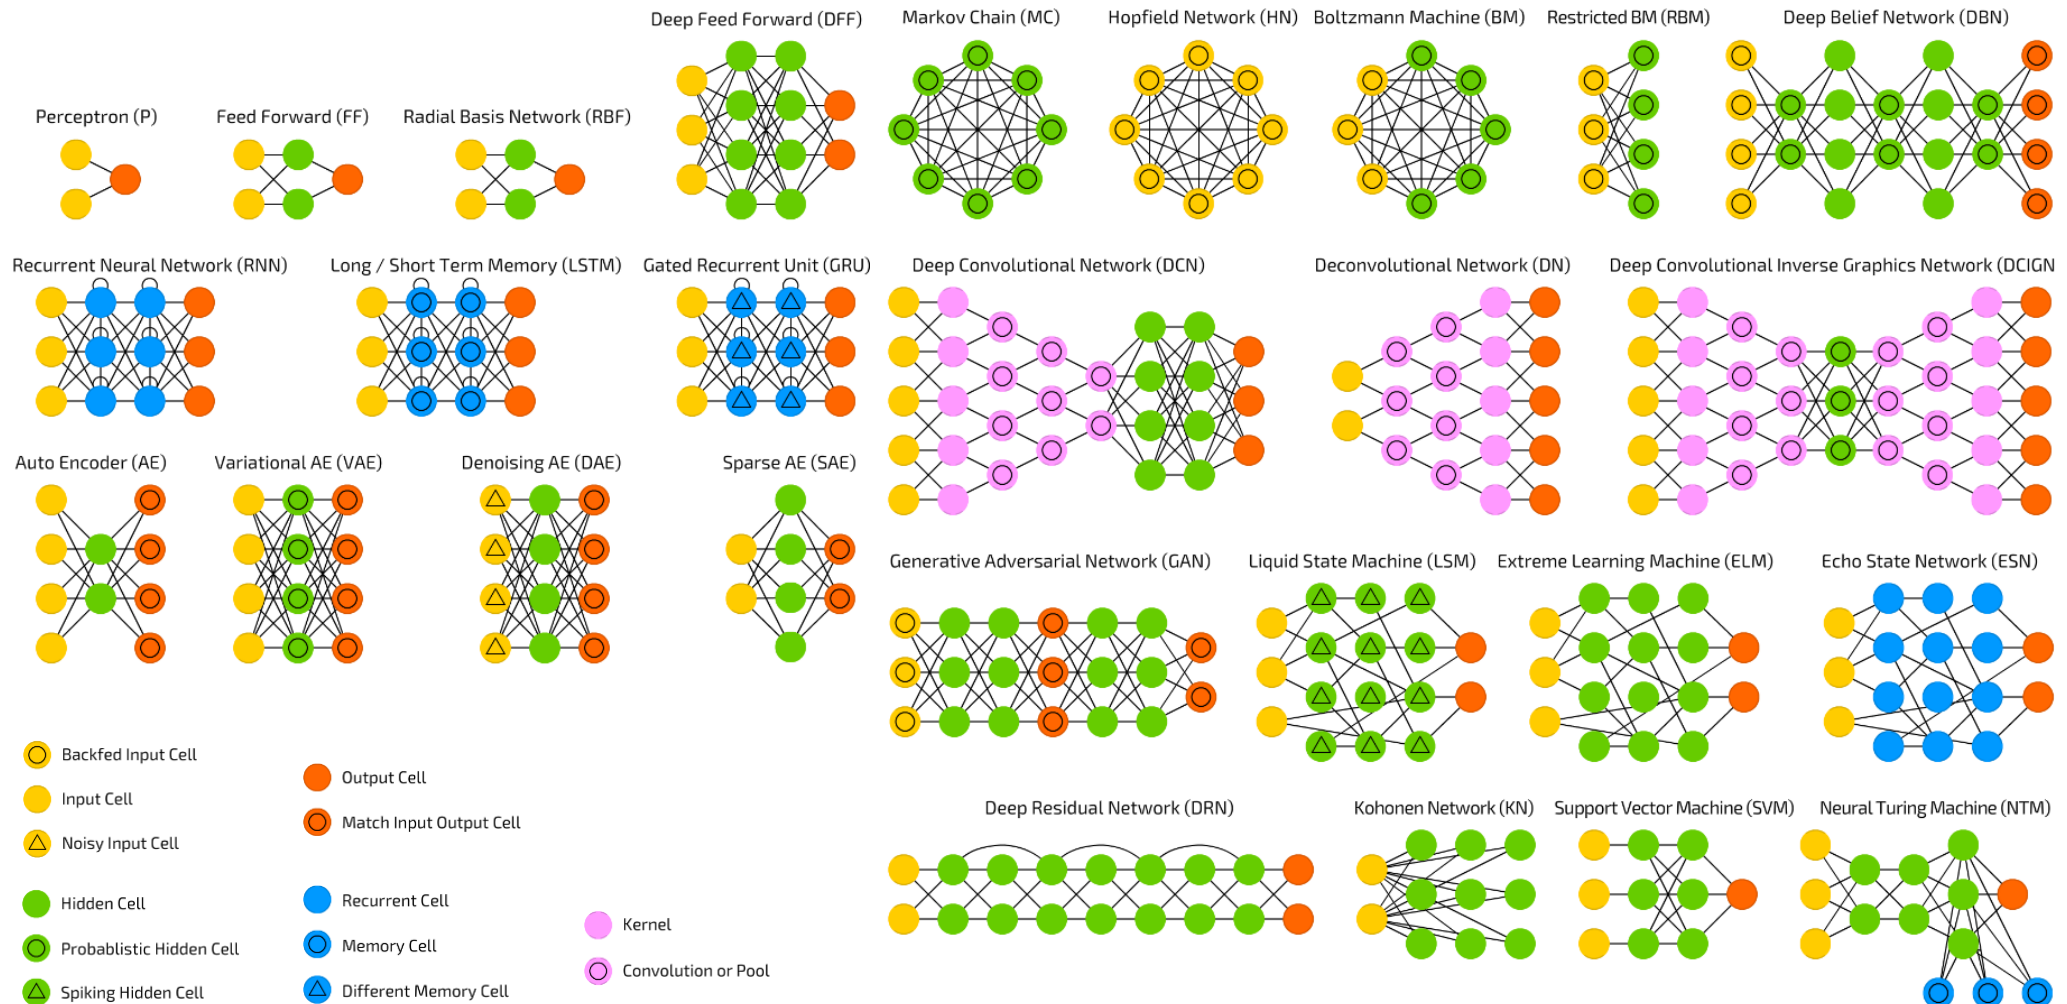 Deep Feed Forward (DFF)
Markov Chain (MC)
Hopfield Network (HN)
Boltzmann Machine (BM)
Restricted BM (RBM)
Deep Belief Network (DBN)
Perceptron (P)
Feed Forward (FF)
Radial Basis Network (RBF)
Recurrent Neural Network (RNN)
Long / Short Term Memory (LSTM)
Gated Recurrent Unit (GRU)
Deep Convolutional Network (DCN)
Deconvolutional Network (DN)
Deep Convolutional Inverse Graphics Network (DCIGN
Auto Encoder (AE)
Variational AE (VAE)
Denoising AE (DAE)
Sparse AE (SAE)
Generative Adversarial Network (GAN)
Liquid State Machine (LSM)
Extreme Learning Machine (ELM)
Echo State Network (ESN)
Deep Residual Network (DRN)
Kohonen Network (KN)
Support Vector Machine (SVM)
Neural Turing Machine (NTM)
Backfed Input Cell
Input Cell
Noisy Input Cell
Hidden Cell
Probablistic Hidden Cell
Spiking Hidden Cell
Output Cell
Match Input Output Cell
Recurrent Cell
Memory Cell
Different Memory Cell
Kernel
Convolution or Pool